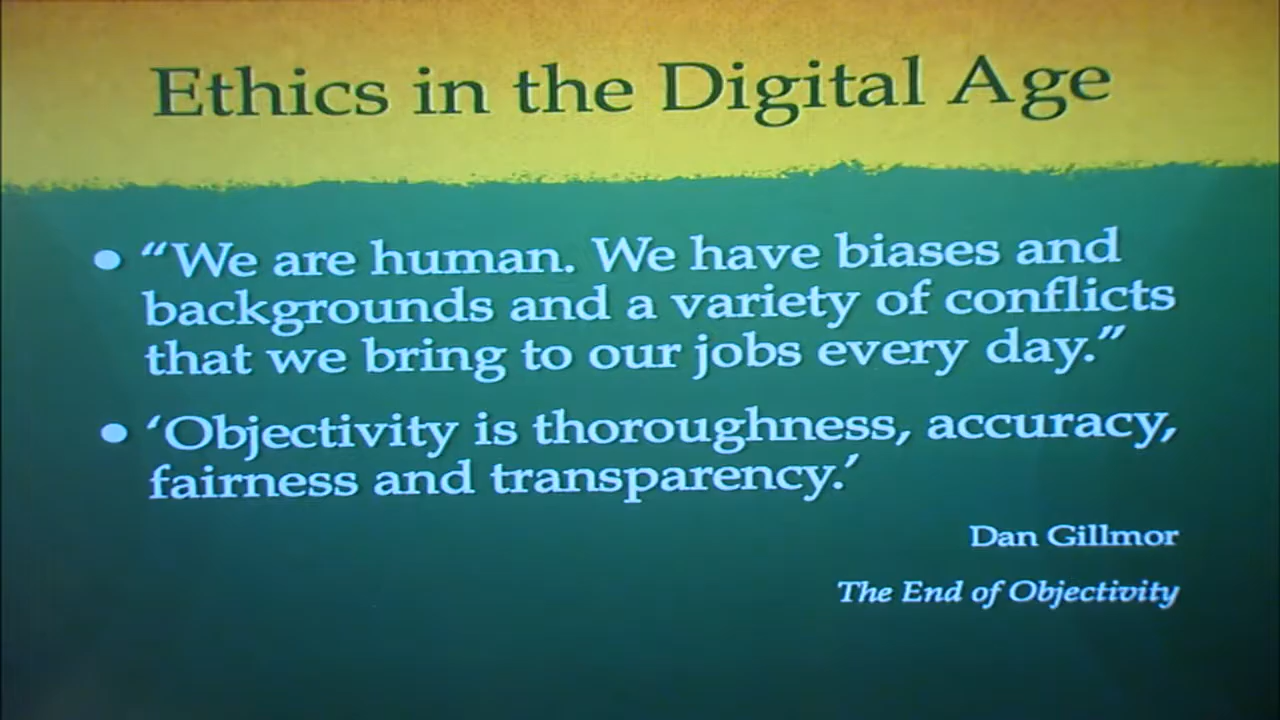 Ethics in the Digital Age
• “We are human. We have biases and
backgrounds and a variety of conflicts
that we bring to our jobs every day.”
• ‘Objectivity is thoroughness, accuracy,
fairness and transparency.’
Dan Gillmor
The End of Objectivity